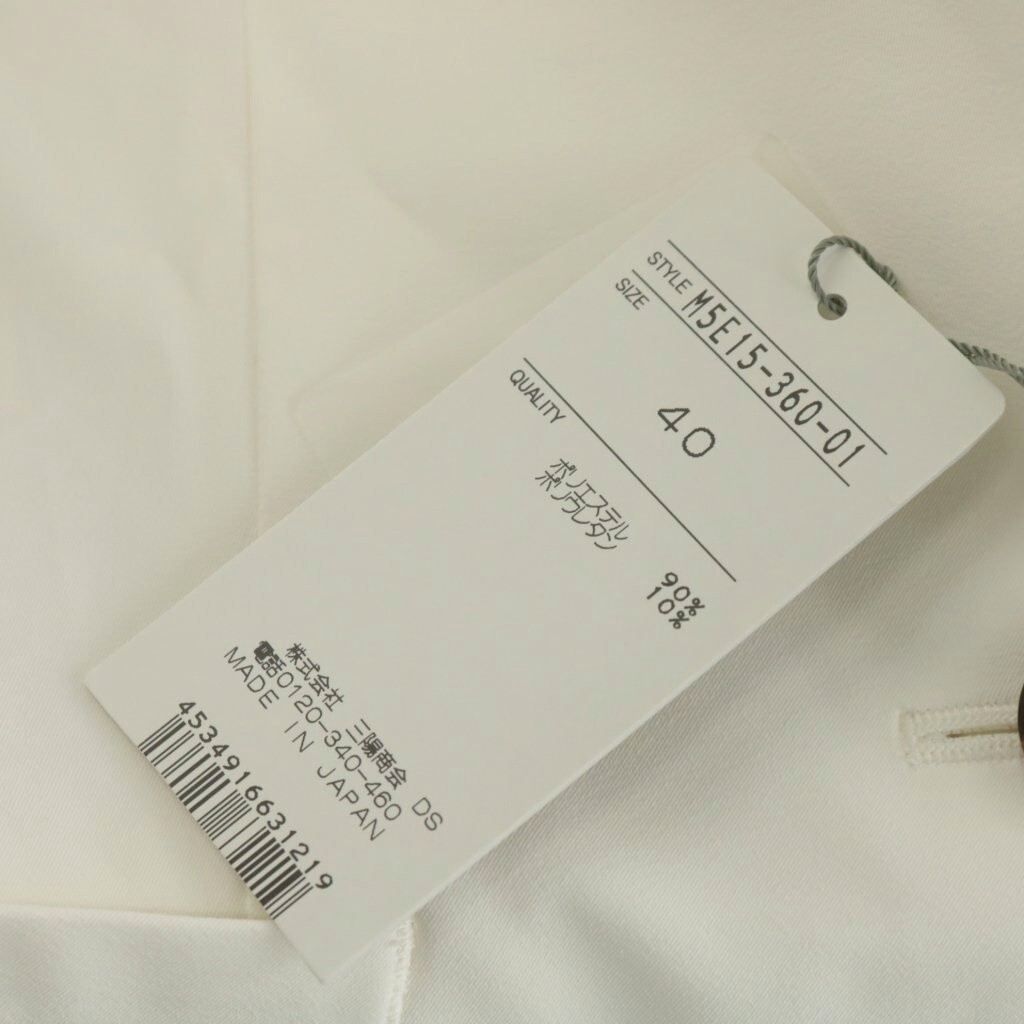 STYLE M5E15-360-01
SIZE
40
QUALITY
ポリエステル 90%
ポリウレタン 10%
株式会社 三陽商会 DS
電話0120-340-460
MADE IN JAPAN
4534916631219